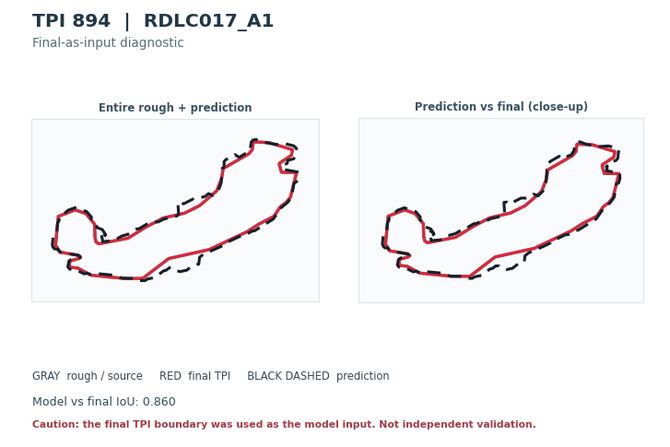 TPI 894 | RDLC017_A1
Final-as-input diagnostic
Entire rough + prediction
Prediction vs final (close-up)
GRAY rough / source RED final TPI BLACK DASHED prediction
Model vs final IoU: 0.860
Caution: the final TPI boundary was used as the model input. Not independent validation.